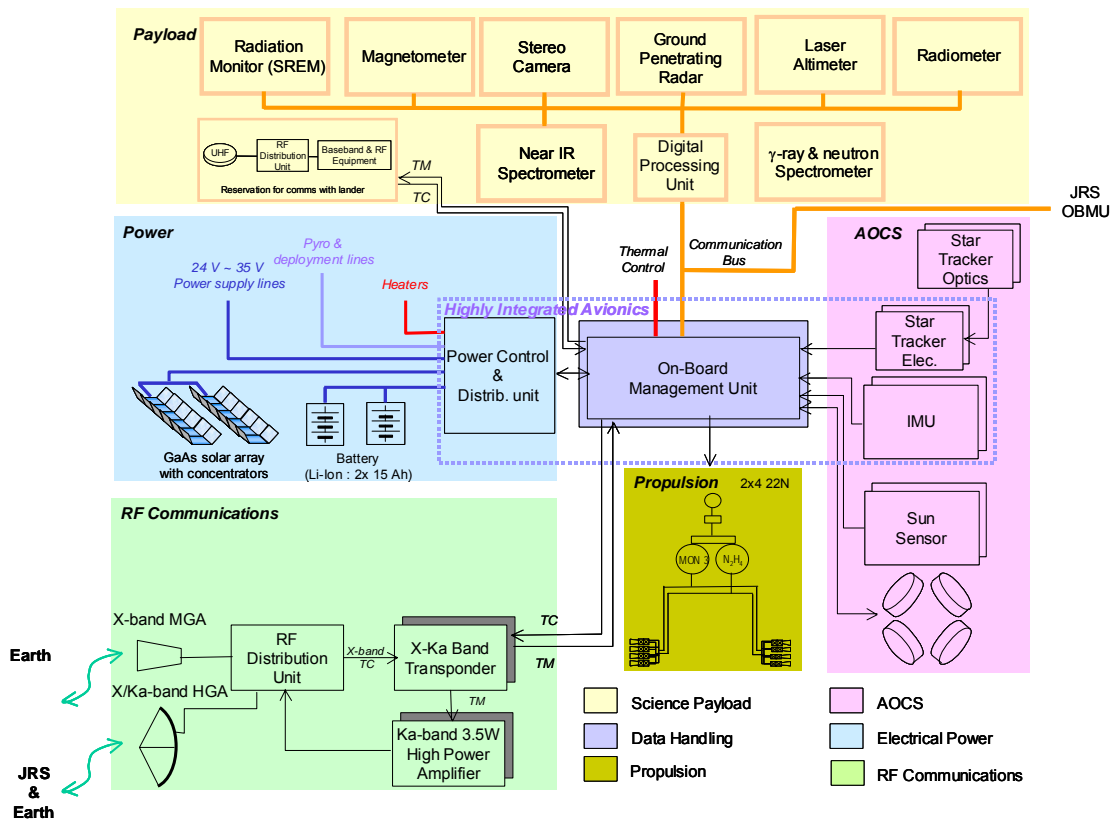 Payload
Radiation
Monitor (SREM)
Magnetometer
Stereo
Camera
Ground
Penetrating
Radar
Laser
Altimeter
Radiometer
UHF
RF
Distribution
Unit
Baseband & RF
Equipment
Reservation for comms with lander
TM
TC
Near IR
Spectrometer
Digital
Processing
Unit
γ-ray & neutron
Spectrometer
JRS
OBMU
Power
Pyro &
deployment lines
24 V ~ 35 V
Power supply lines
Heaters
Thermal
Control
Communication
Bus
AOCS
Star
Tracker
Optics
Highly Integrated Avionics
Power Control
&
Distrib. unit
On-Board
Management Unit
Star
Tracker
Elec.
IMU
GaAs solar array
with concentrators
Battery
(Li-Ion : 2x 15 Ah)
Propulsion
2x4 22N
MON 3
N2H4
Sun
Sensor
RF Communications
X-band MGA
Earth
RF
Distribution
Unit
X-band
TC
X-Ka Band
Transponder
TC
TM
X/Ka-band HGA
TM
Ka-band 3.5W
High Power
Amplifier
JRS
&
Earth
Science Payload
AOCS
Data Handling
Electrical Power
Propulsion
RF Communications